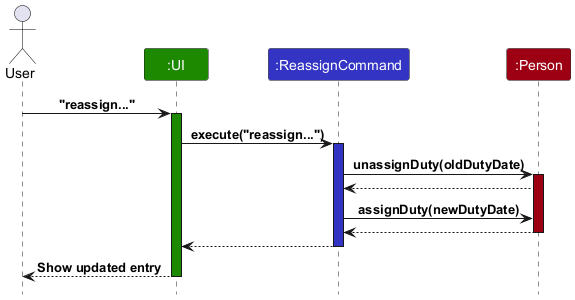 :UI
:ReassignCommand
:Person
User
"reassign..."
execute("reassign...")
unassignDuty(oldDutyDate)
assignDuty(newDutyDate)
Show updated entry